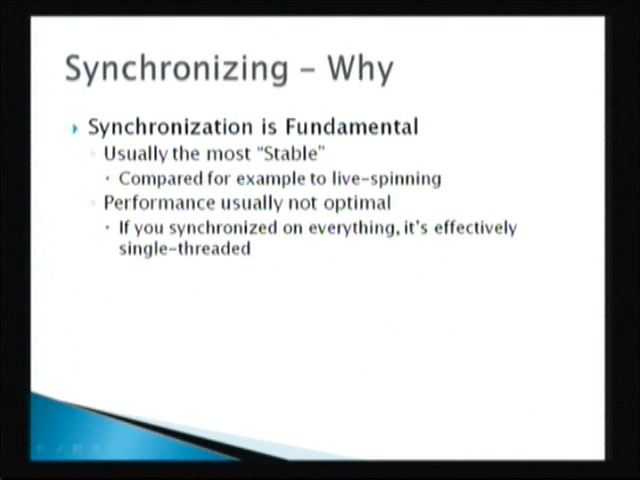 Synchronizing – Why
Synchronization is Fundamental
Usually the most “Stable”
Compared for example to live-spinning
Performance usually not optimal
If you synchronized on everything, it's effectively
single-threaded